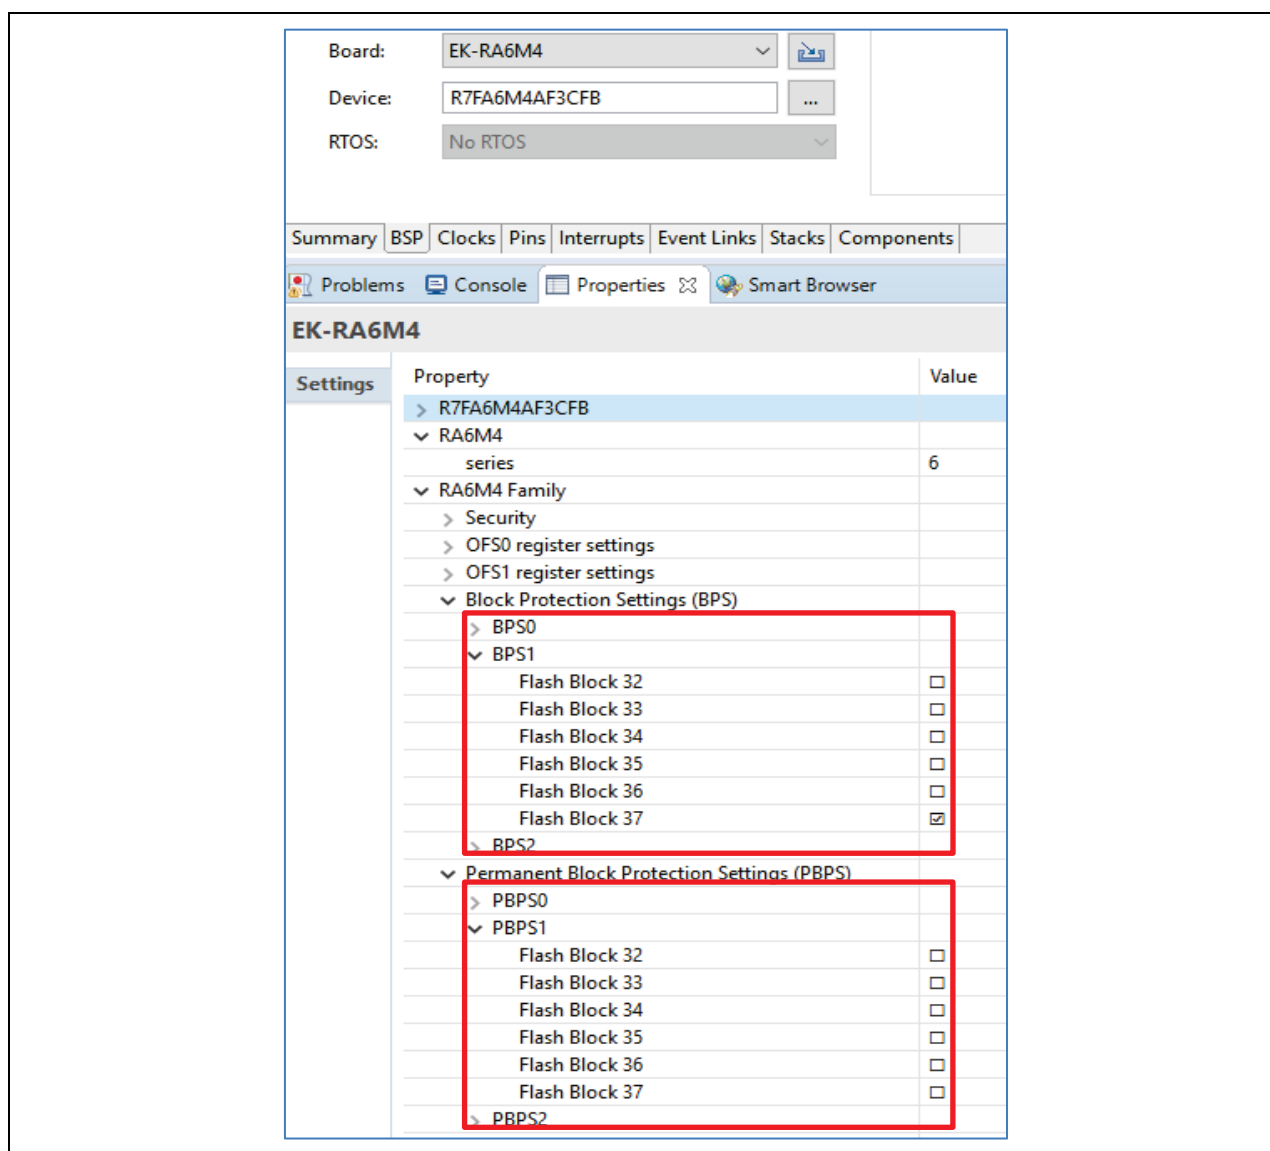 Board: EK-RA6M4
Device: R7FA6M4AF3CFB ...
RTOS: No RTOS
Summary BSP Clocks Pins Interrupts Event Links Stacks Components
Problems Console Properties Smart Browser
EK-RA6M4
Settings Property Value
R7FA6M4AF3CFB
RA6M4
series 6
RA6M4 Family
Security
OFS0 register settings
OFS1 register settings
Block Protection Settings (BPS)
BPS0
BPS1
Flash Block 32
Flash Block 33
Flash Block 34
Flash Block 35
Flash Block 36
Flash Block 37
BPS2
Permanent Block Protection Settings (PBPS)
PBPS0
PBPS1
Flash Block 32
Flash Block 33
Flash Block 34
Flash Block 35
Flash Block 36
Flash Block 37
PBPS2